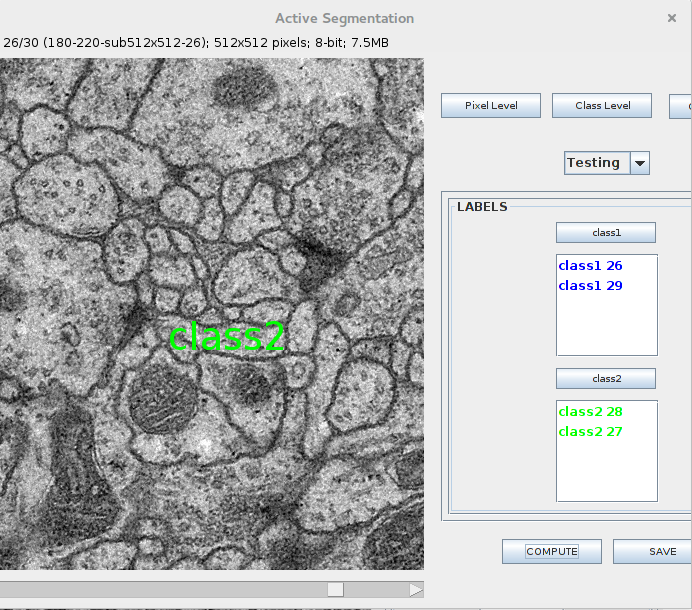 Active Segmentation
26/30 (180-220-sub512x512-26); 512x512 pixels; 8-bit; 7.5MB
Pixel Level
Class Level
Testing
LABELS
class1
class1 26
class1 29
class2
class2
class2 28
class2 27
COMPUTE
SAVE